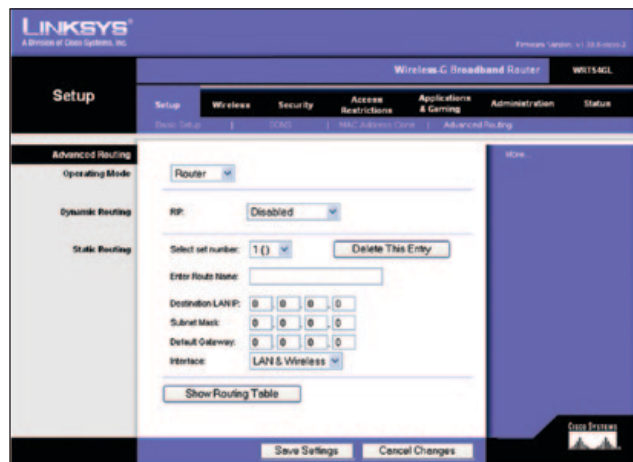 LINKSYS®
A Division of Cisco Systems, Inc.
Firmware Version:
Wireless-G Broadband Router WRT54GL
Setup
Setup Wireless Security Access Restrictions Applications & Gaming Administration Status
Basic Setup | DDNS | MAC Address Clone | Advanced Routing
Advanced Routing
More...
Operating Mode
Router
Dynamic Routing
RIP:
Disabled
Static Routing
Select set number:
1 ()
Delete This Entry
Enter Route Name:
Destination LAN IP: 0 . 0 . 0 . 0
Subnet Mask: 0 . 0 . 0 . 0
Default Gateway: 0 . 0 . 0 . 0
Interface: LAN & Wireless
Show Routing Table
Save Settings
Cancel Changes
CISCO SYSTEMS